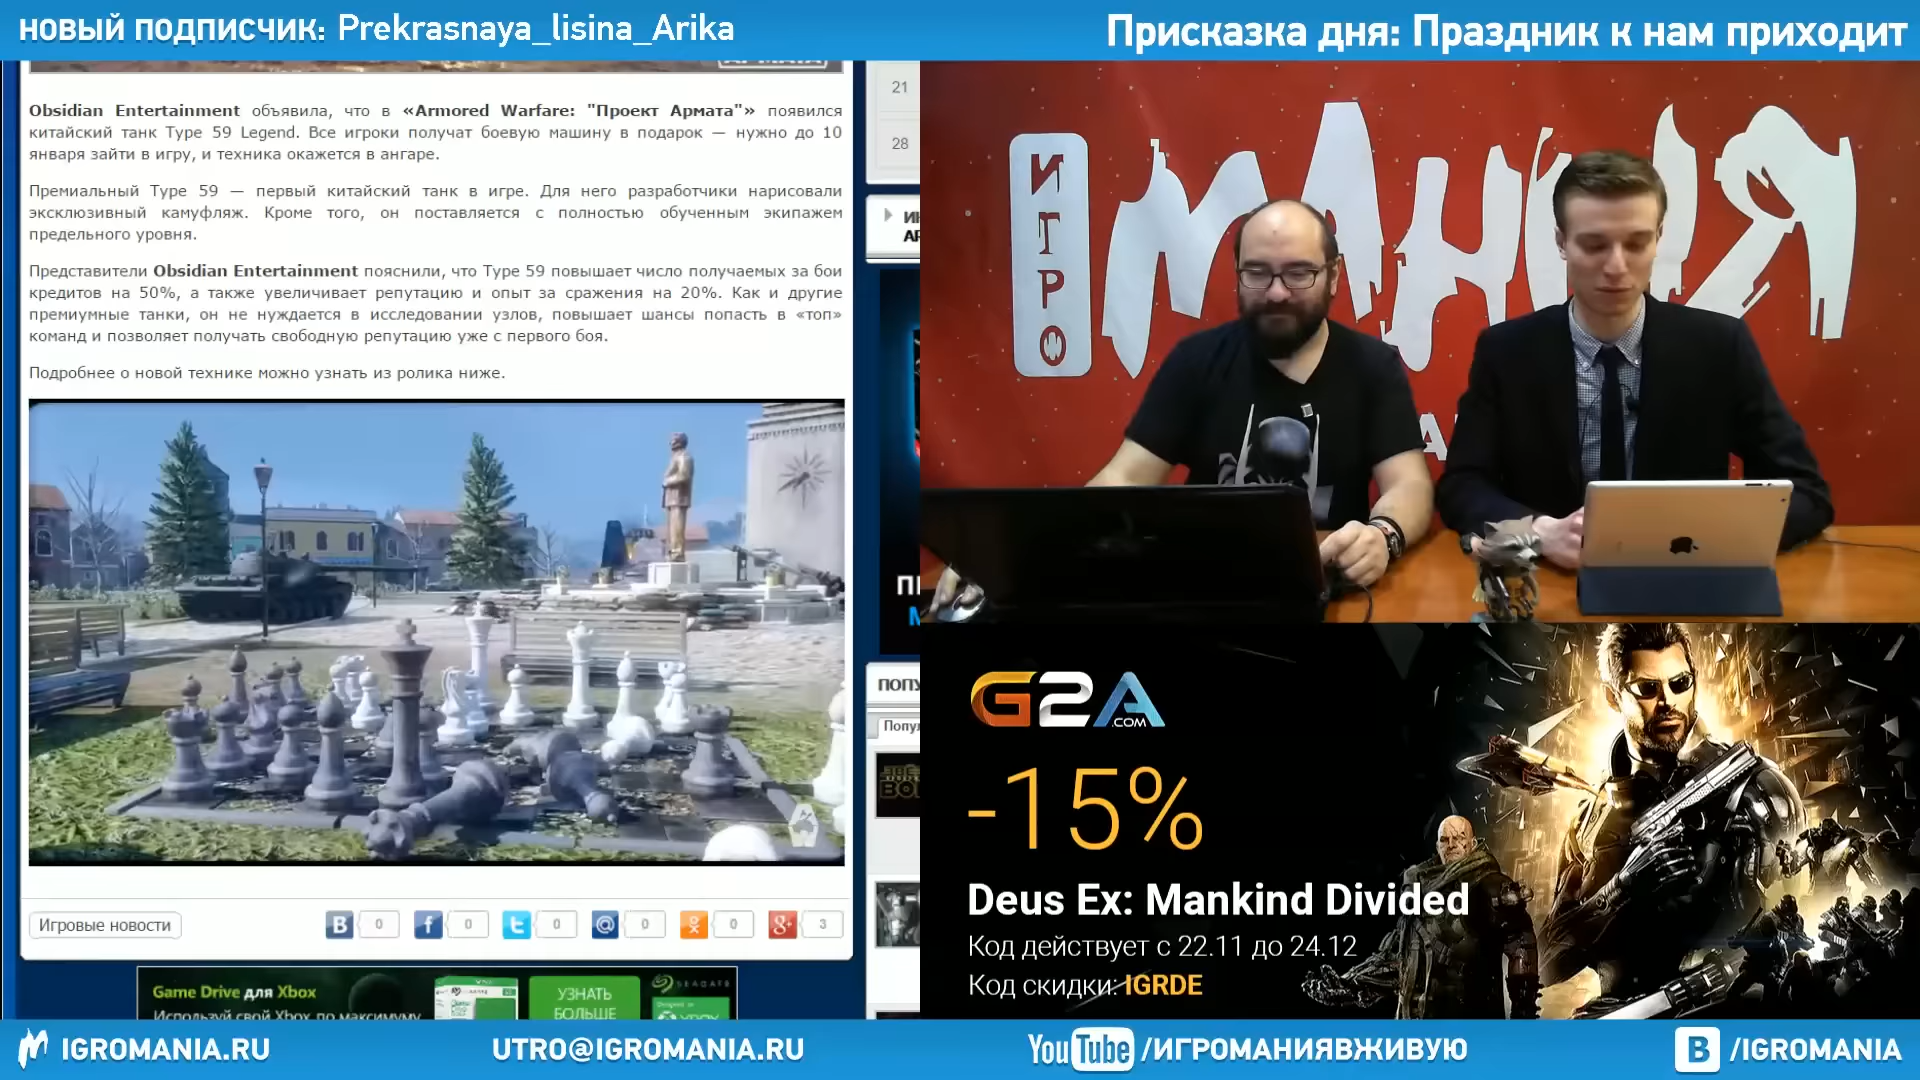 НОВЫЙ ПОДПИСЧИК: Prekrasnaya_lisina_Arika
Присказка дня: Праздник к нам приходит
Obsidian Entertainment объявила, что в «Armored Warfare: "Проект Армата"» появился
китайский танк Type 59 Legend. Все игроки получат боевую машину в подарок — нужно до 10
января зайти в игру, и техника окажется в ангаре.
Премиальный Type 59 — первый китайский танк в игре. Для него разработчики нарисовали
эксклюзивный камуфляж. Кроме того, он поставляется с полностью обученным экипажем
предельного уровня.
Представители Obsidian Entertainment пояснили, что Type 59 повышает число получаемых за бои
кредитов на 50%, а также увеличивает репутацию и опыт за сражения на 20%. Как и другие
премиумные танки, он не нуждается в исследовании узлов, повышает шансы попасть в «топ»
команд и позволяет получать свободную репутацию уже с первого боя.
Подробнее о новой технике можно узнать из ролика ниже.
21
28
Игровые новости
0
0
0
0
0
3
Game Drive для Xbox
Используй свой Xbox по максимуму
УЗНАТЬ
БОЛЬШЕ
SEAGATE
XBOX
ИГРО
МАНИЯ
G2A
.COM
-15%
Deus Ex: Mankind Divided
Код действует с 22.11 до 24.12
Код скидки: IGRDE
IGROMANIA.RU
UTRO@IGROMANIA.RU
YouTube /ИГРОМАНИЯВЖИВУЮ
B /IGROMANIA